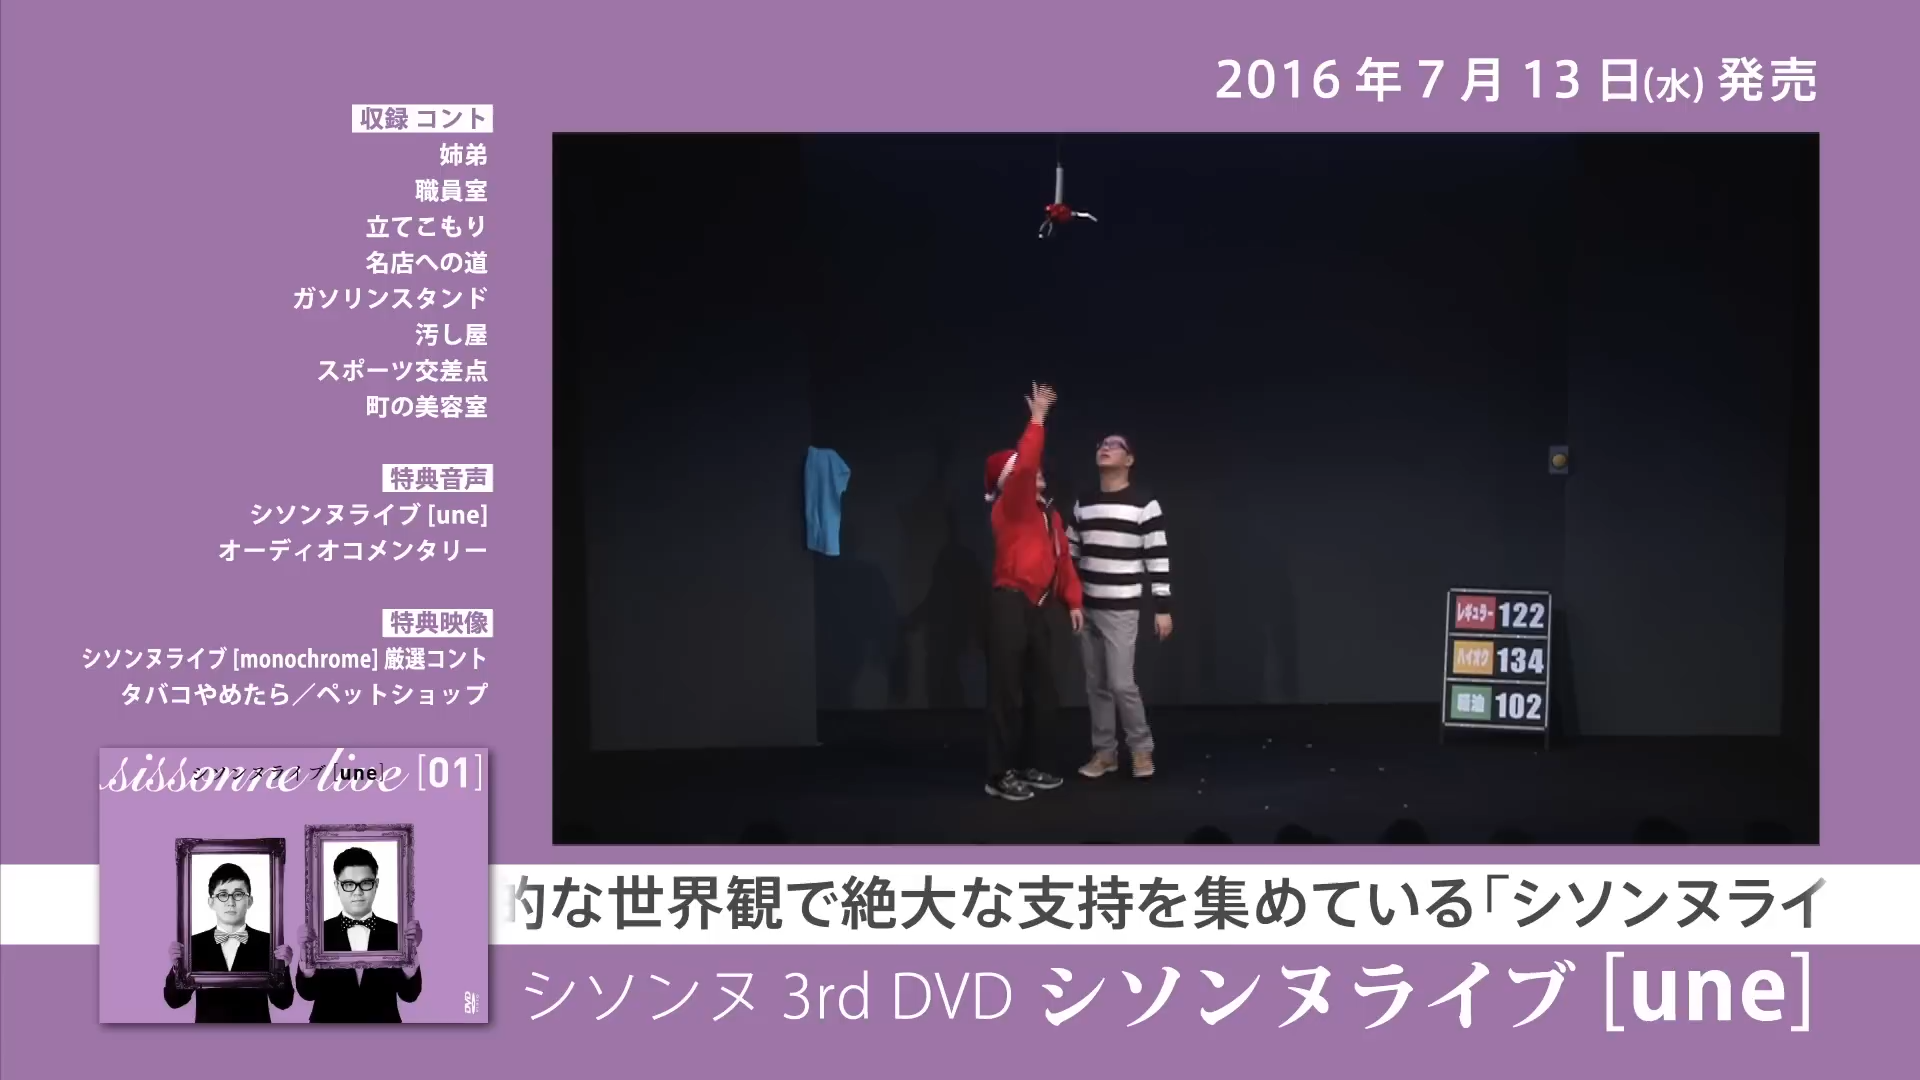 2016年7月13日(水)発売
収録 コント
姉弟
職員室
立てこもり
名店への道
ガソリンスタンド
汚し屋
スポーツ交差点
町の美容室
特典音声
シソンヌライブ [une]
オーディオコメンタリー
特典映像
シソンヌライブ [monochrome] 厳選コント
タバコやめたら／ペットショップ
レギュラー 122
ハイオク 134
軽油 102
sissonne live [01]
シソンヌライブ [une]
的な世界観で絶大な支持を集めている「シソンヌライ
シソンヌ 3rd DVD シソンヌライブ [une]